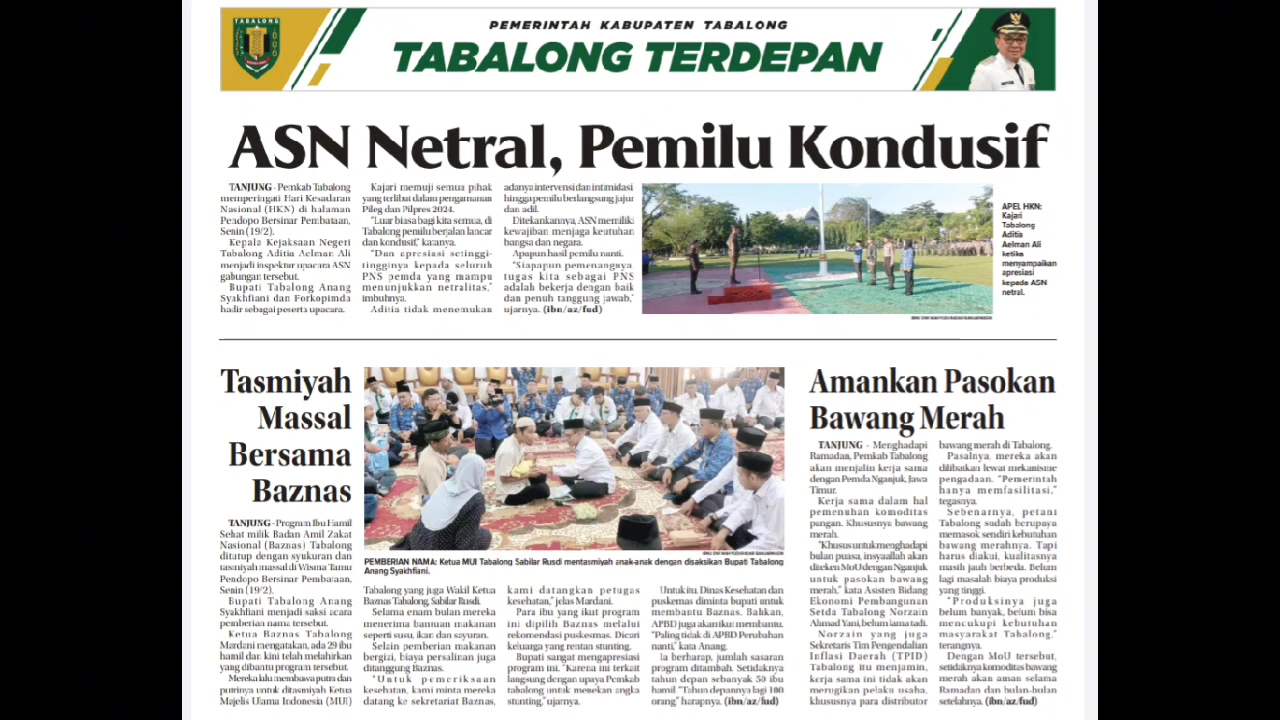 TABALONG
PEMERINTAH KABUPATEN TABALONG
TABALONG TERDEPAN
ASN Netral, Pemilu Kondusif
TANJUNG - Pemkab Tabalong
memperingati Hari Kesadaran
Nasional (HKN) di halaman
Pendopo Bersinar Pembataan,
Senin (19/2).
Kepala Kejaksaan Negeri
Tabalong Aditia Aelman Ali
menjadi inspektur upacara ASN
gabungan tersebut.
Bupati Tabalong Anang
Syakhfiani dan Forkopimda
hadir sebagai peserta upacara.
Kajari memuji semua pihak
yang terlibat dalam pengamanan
Pileg dan Pilpres 2024.
"Luar biasa bagi kita semua, di
Tabalong pemilu berjalan lancar
dan kondusif," katanya.
"Dan apresiasi setinggi-
tingginya kepada seluruh
PNS pemda yang mampu
menunjukkan netralitas,"
imbuhnya.
Aditia tidak menemukan
adanya intervensi dan intimidasi
hingga pemilu berlangsung jujur
dan adil.
Ditekankannya, ASN memiliki
kewajiban menjaga keutuhan
bangsa dan negara.
Apapun hasil pemilu nanti.
"Siapapun pemenangnya,
tugas kita sebagai PNS
adalah bekerja dengan baik
dan penuh tanggung jawab,"
ujarnya. (ibn/az/fud)
APEL HKN:
Kajari
Tabalong
Aditia
Aelman Ali
ketika
menyampaikan
apresiasi
kepada ASN
netral.
Tasmiyah
Massal
Bersama
Baznas
TANJUNG - Program Ibu Hamil
Sehat milik Badan Amil Zakat
Nasional (Baznas) Tabalong
ditutup dengan syukuran dan
tasmiyah massal di Wisma Tamu
Pendopo Bersinar Pembataan,
Senin (19/2).
Bupati Tabalong Anang
Syakhfiani menjadi saksi acara
pemberian nama tersebut.
Ketua Baznas Tabalong
Mardani mengatakan, ada 29 ibu
hamil dan kini telah melahirkan
yang dibantu program tersebut.
Mereka lalu membawa putra dan
putrinya untuk ditasmiyah Ketua
Majelis Ulama Indonesia (MUI)
PEMBERIAN NAMA: Ketua MUI Tabalong Sabilar Rusdi mentasmiyah anak-anak dengan disaksikan Bupati Tabalong
Anang Syakhfiani.
Tabalong yang juga Wakil Ketua
Baznas Tabalong, Sabilar Rusdi.
Selama enam bulan mereka
menerima bantuan makanan
seperti susu, ikan dan sayuran.
Selain pemberian makanan
bergizi, biaya persalinan juga
ditanggung Baznas.
"Untuk pemeriksaan
kesehatan, kami minta mereka
datang ke sekretariat Baznas,
kami datangkan petugas
kesehatan," jelas Mardani.
Para ibu yang ikut program
ini dipilih Baznas melalui
rekomendasi puskesmas. Dicari
keluarga yang rentan stunting.
Bupati sangat mengapresiasi
program ini. "Karena ini terkait
langsung dengan upaya Pemkab
tabalong untuk menekan angka
stunting," ujarnya.
Untuk itu, Dinas Kesehatan dan
puskesmas diminta bupati untuk
membantu Baznas. Bahkan,
APBD juga akan ikut membantu.
"Paling tidak di APBD Perubahan
nanti," kata Anang.
Ia berharap, jumlah sasaran
program ditambah. Setidaknya
tahun depan sebanyak 50 ibu
hamil. "Tahun depannya lagi 100
orang" harapnya. (ibn/az/fud)
Amankan Pasokan
Bawang Merah
TANJUNG - Menghadapi
Ramadan, Pemkab Tabalong
akan menjalin kerja sama
dengan Pemda Nganjuk, Jawa
Timur.
Kerja sama dalam hal
pemenuhan komoditas
pangan. Khususnya bawang
merah.
"Khusus untuk menghadapi
bulan puasa, insyaallah akan
diteken MoU dengan Nganjuk
untuk pasokan bawang
merah," kata Asisten Bidang
Ekonomi Pembangunan
Setda Tabalong Norzain
Ahmad Yani, belum lama tadi.
Norzain yang juga
Sekretaris Tim Pengendalian
Inflasi Daerah (TPID)
Tabalong itu menjamin,
kerja sama ini tidak akan
merugikan pelaku usaha,
khususnya para distributor
bawang merah di Tabalong.
Pasalnya, mereka akan
dilibatkan lewat mekanisme
pengadaan. "Pemerintah
hanya memfasilitasi,"
tegasnya.
Sebenarnya, petani
Tabalong sudah berupaya
memasok sendiri kebutuhan
bawang merahnya. Tapi
harus diakui, kualitasnya
masih jauh berbeda. Belum
lagi masalah biaya produksi
yang tinggi.
"Produksinya juga
belum banyak, belum bisa
mencukupi kebutuhan
masyarakat Tabalong,"
terangnya.
Dengan MoU tersebut,
setidaknya komoditas bawang
merah akan aman selama
Ramadan dan bulan-bulan
setelahnya. (ibn/az/fud)